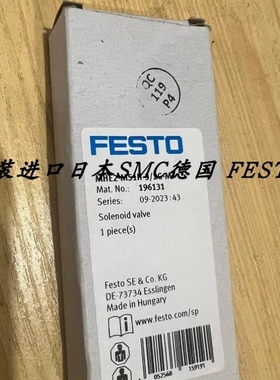 QC
119
P4
FESTO
Mat. No.: 196131
Series: 09-2023:43
装进口日本SMC德国 FEST
Solenoid valve
1 piece(s)
Festo SE & Co. KG
DE-73734 Esslingen
Made in Hungary
www.festo.com/sp